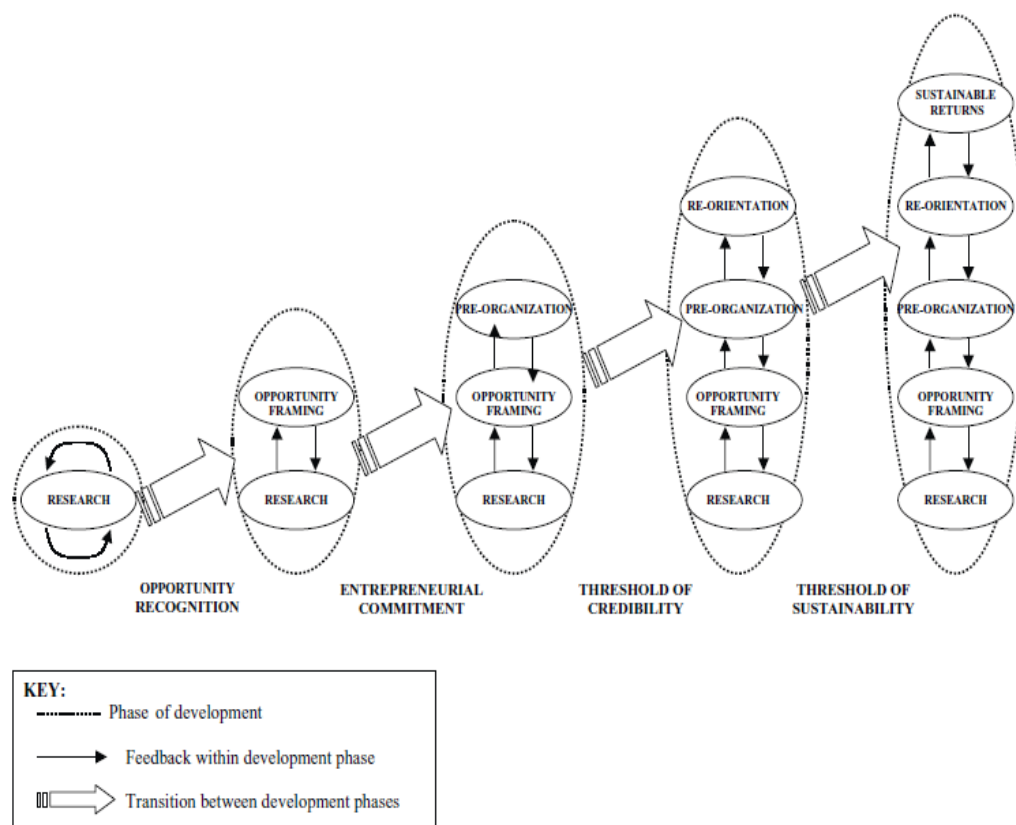 SUSTAINABLE
RETURNS
RE-ORIENTATION
RE-ORIENTATION
PRE-ORGANIZATION
PRE-ORGANIZATION
PRE-ORGANIZATION
OPPORTUNITY
FRAMING
OPPORTUNITY
FRAMING
OPPORTUNITY
FRAMING
OPPORTUNITY
FRAMING
RESEARCH
RESEARCH
RESEARCH
RESEARCH
RESEARCH
OPPORTUNITY
RECOGNITION
ENTREPRENEURIAL
COMMITMENT
THRESHOLD OF
CREDIBILITY
THRESHOLD OF
SUSTAINABILITY
KEY:
Phase of development
Feedback within development phase
Transition between development phases